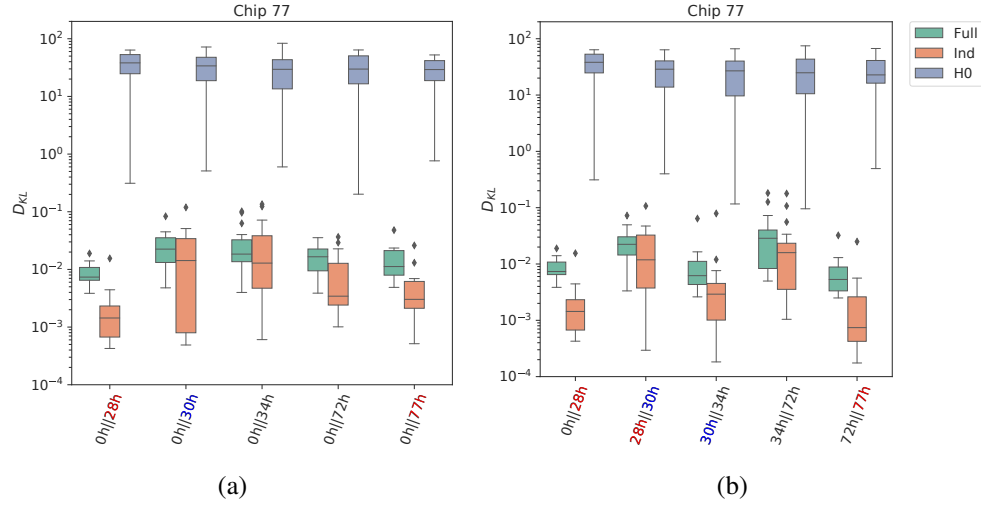 Chip 77
10²
10¹
10⁰
10⁻¹
10⁻²
10⁻³
10⁻⁴
D_KL
0h||28h
0h||30h
0h||34h
0h||72h
0h||77h
(a)
Chip 77
10²
10¹
10⁰
10⁻¹
10⁻²
10⁻³
10⁻⁴
D_KL
0h||28h
28h||30h
30h||34h
34h||72h
72h||77h
(b)
Full
Ind
H0